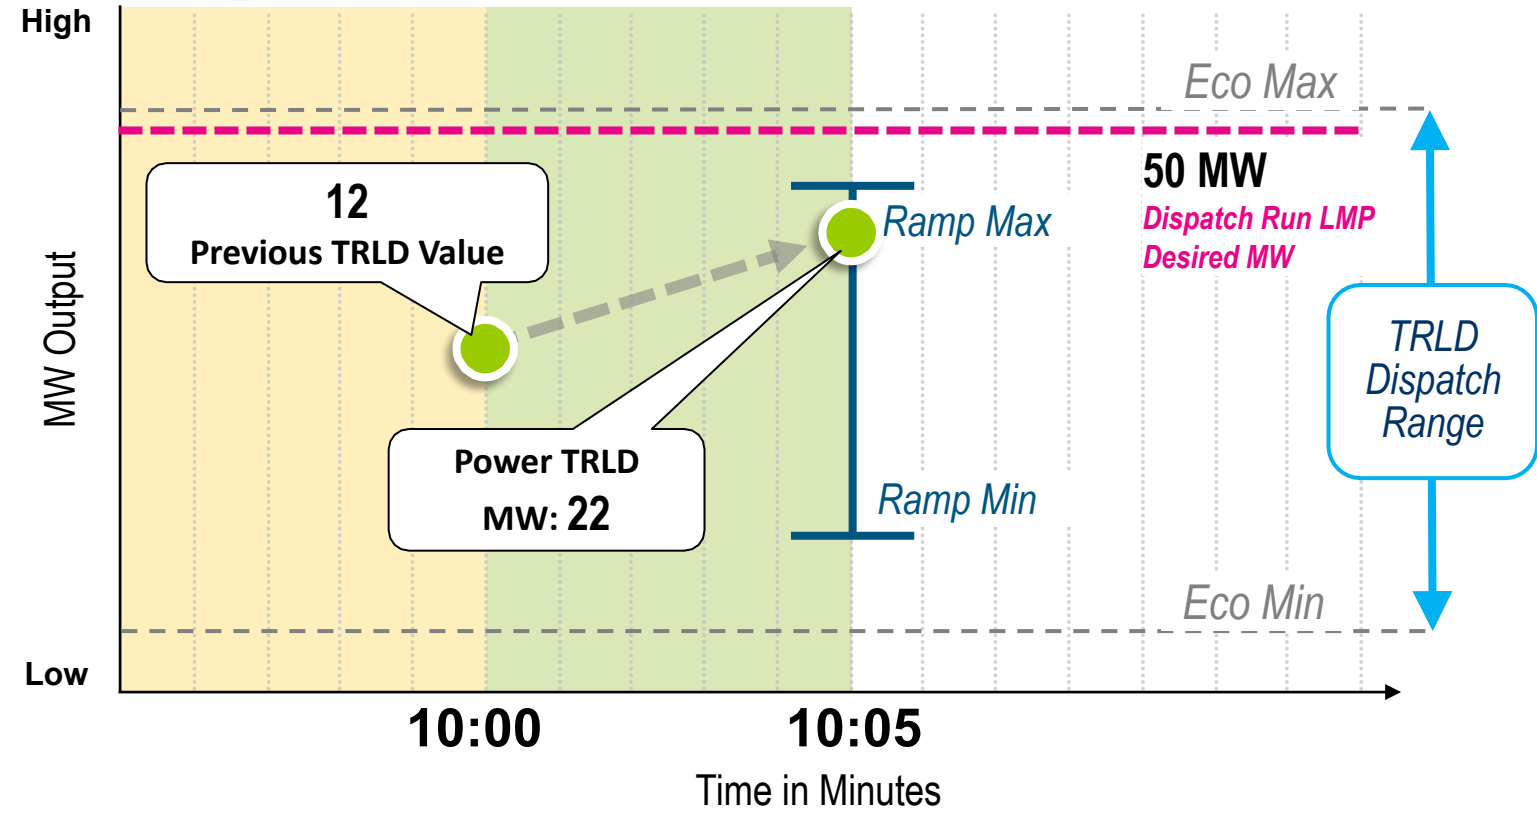 High
Eco Max
50 MW
Dispatch Run LMP
Desired MW
12
Previous TRLD Value
Ramp Max
MW Output
TRLD
Dispatch
Range
Power TRLD
MW: 22
Ramp Min
Eco Min
Low
10:00
10:05
Time in Minutes